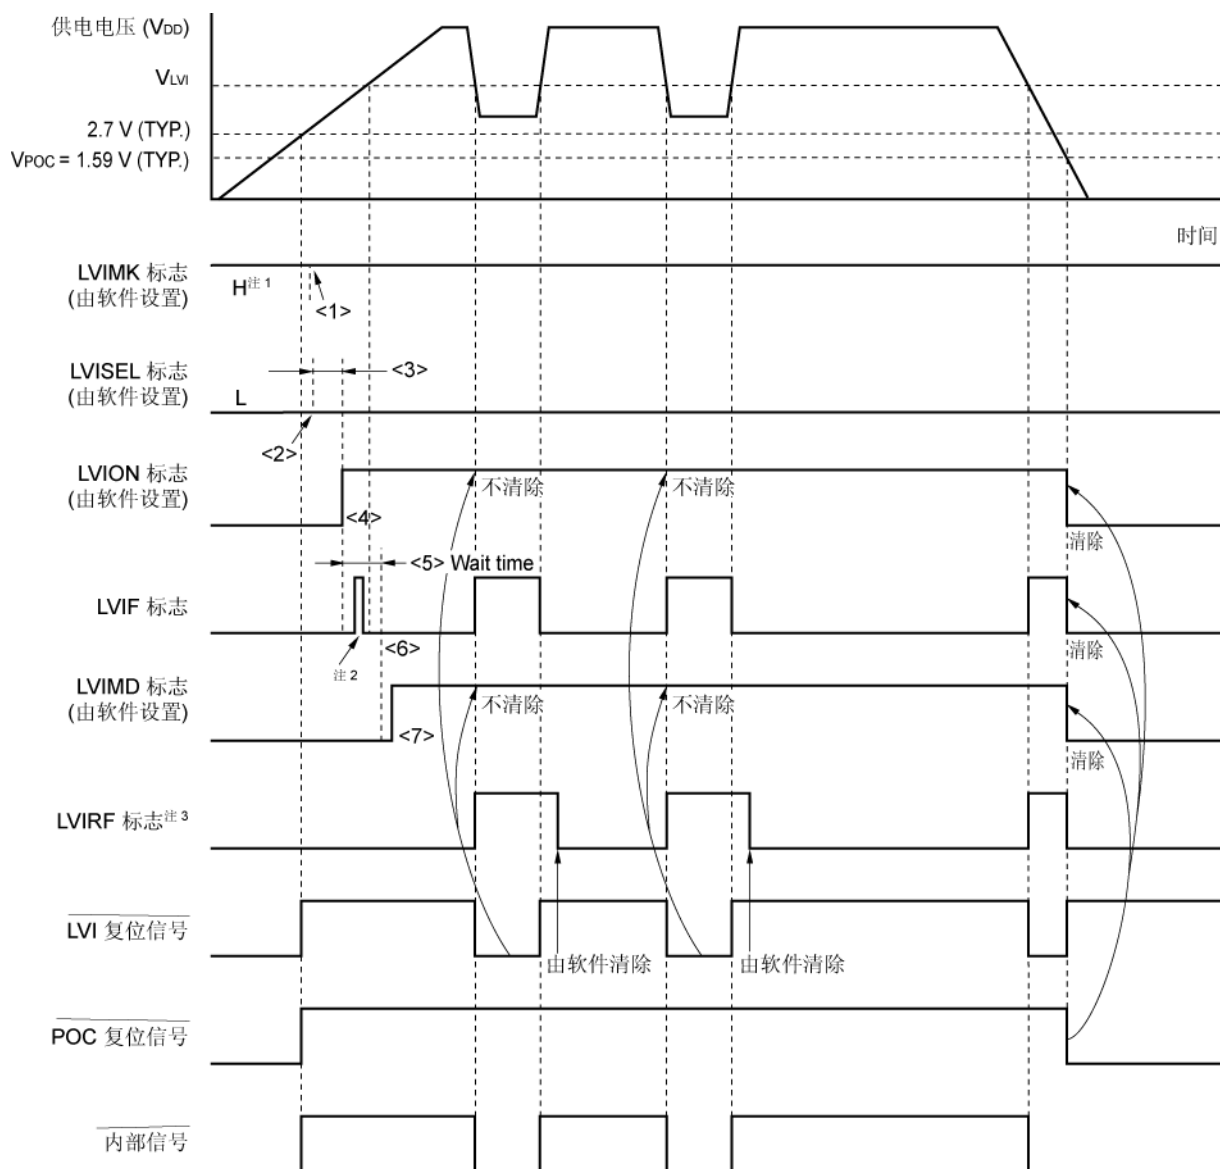 供电电压 (VDD)
VLVI
2.7 V (TYP.)
VPOC = 1.59 V (TYP.)
时间
LVIMK 标志
(由软件设置)
H注 1
<1>
LVISEL 标志
(由软件设置)
<3>
L
<2>
LVION 标志
(由软件设置)
不清除
不清除
<4>
清除
<5> Wait time
LVIF 标志
<6>
注 2
清除
LVIMD 标志
(由软件设置)
不清除
不清除
<7>
清除
LVIRF 标志注 3
LVI 复位信号
由软件清除
由软件清除
POC 复位信号
内部信号